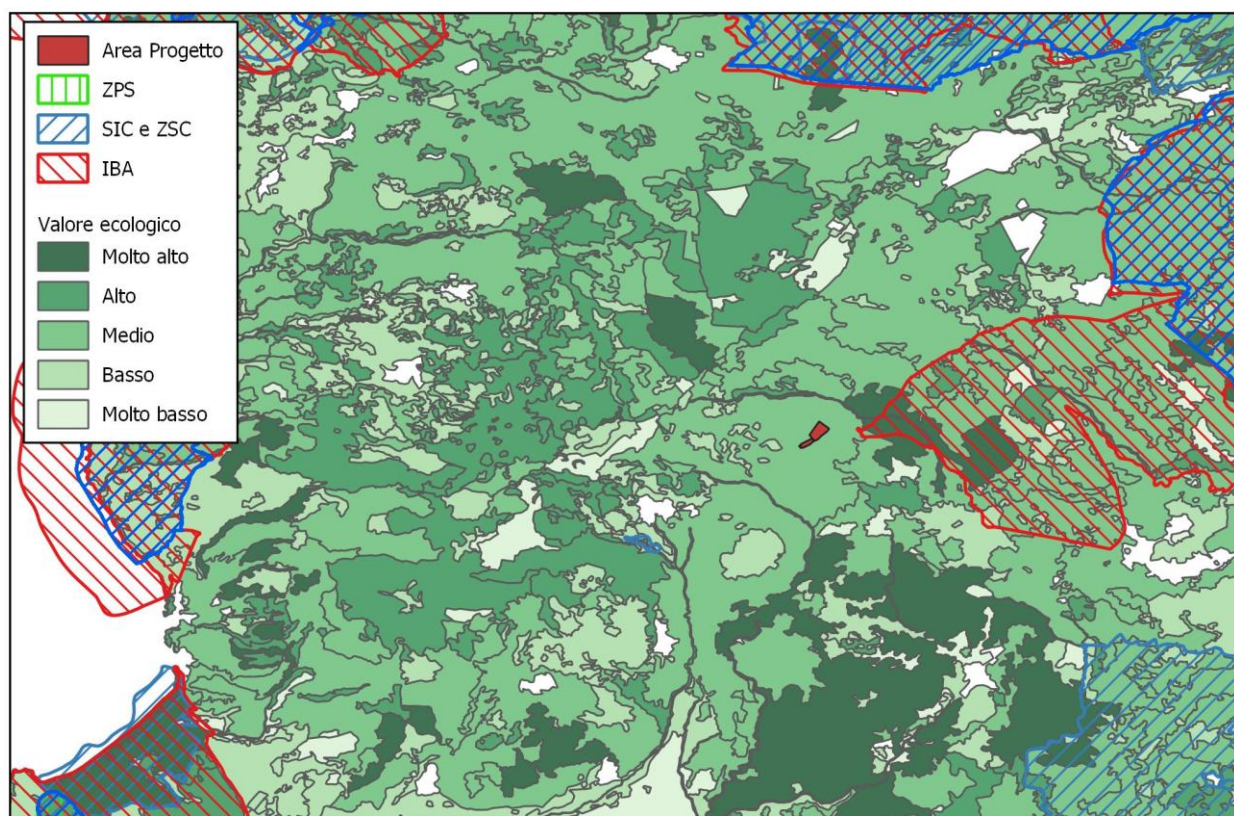 Area Progetto
ZPS
SIC e ZSC
IBA
Valore ecologico
Molto alto
Alto
Medio
Basso
Molto basso